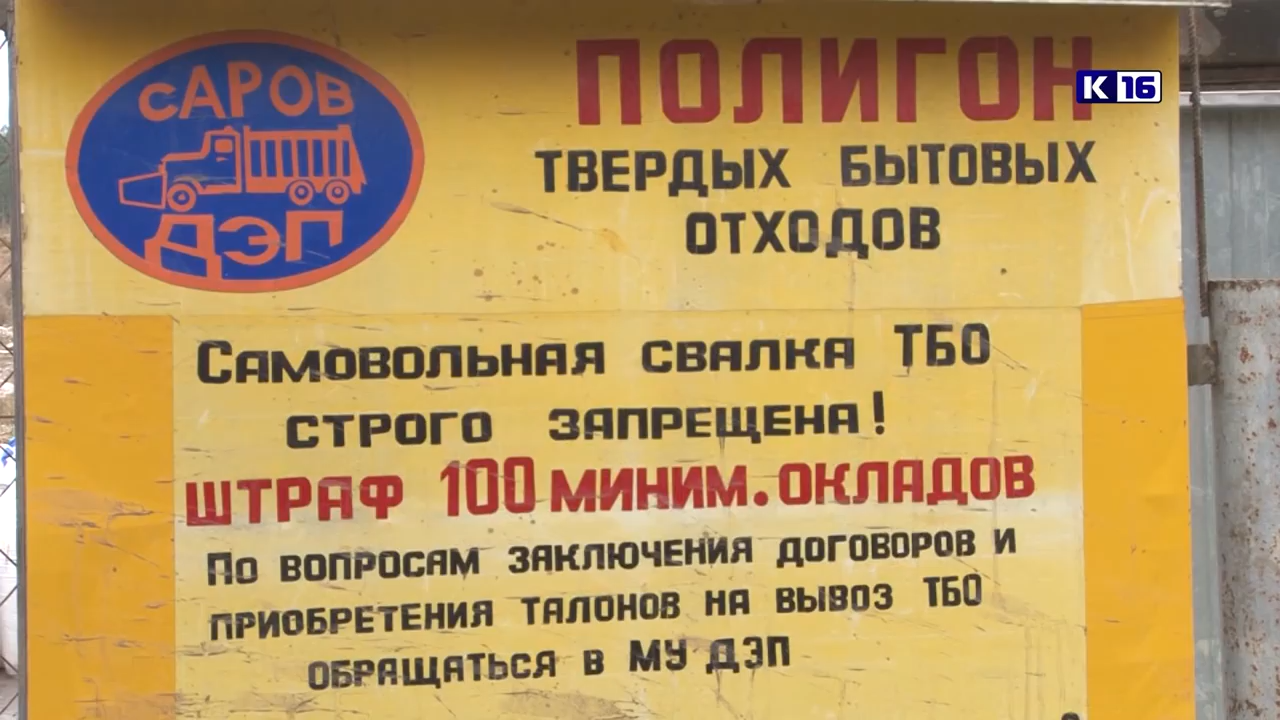 САРОВ
ДЭП
ПОЛИГОН
К 16
ТВЕРДЫХ БЫТОВЫХ
ОТХОДОВ
САМОВОЛЬНАЯ СВАЛКА ТБО
СТРОГО ЗАПРЕЩЕНА!
ШТРАФ 100 МИНИМ. ОКЛАДОВ
ПО ВОПРОСАМ ЗАКЛЮЧЕНИЯ ДОГОВОРОВ И
ПРИОБРЕТЕНИЯ ТАЛОНОВ НА ВЫВОЗ ТБО
ОБРАЩАТЬСЯ В МУ ДЭП